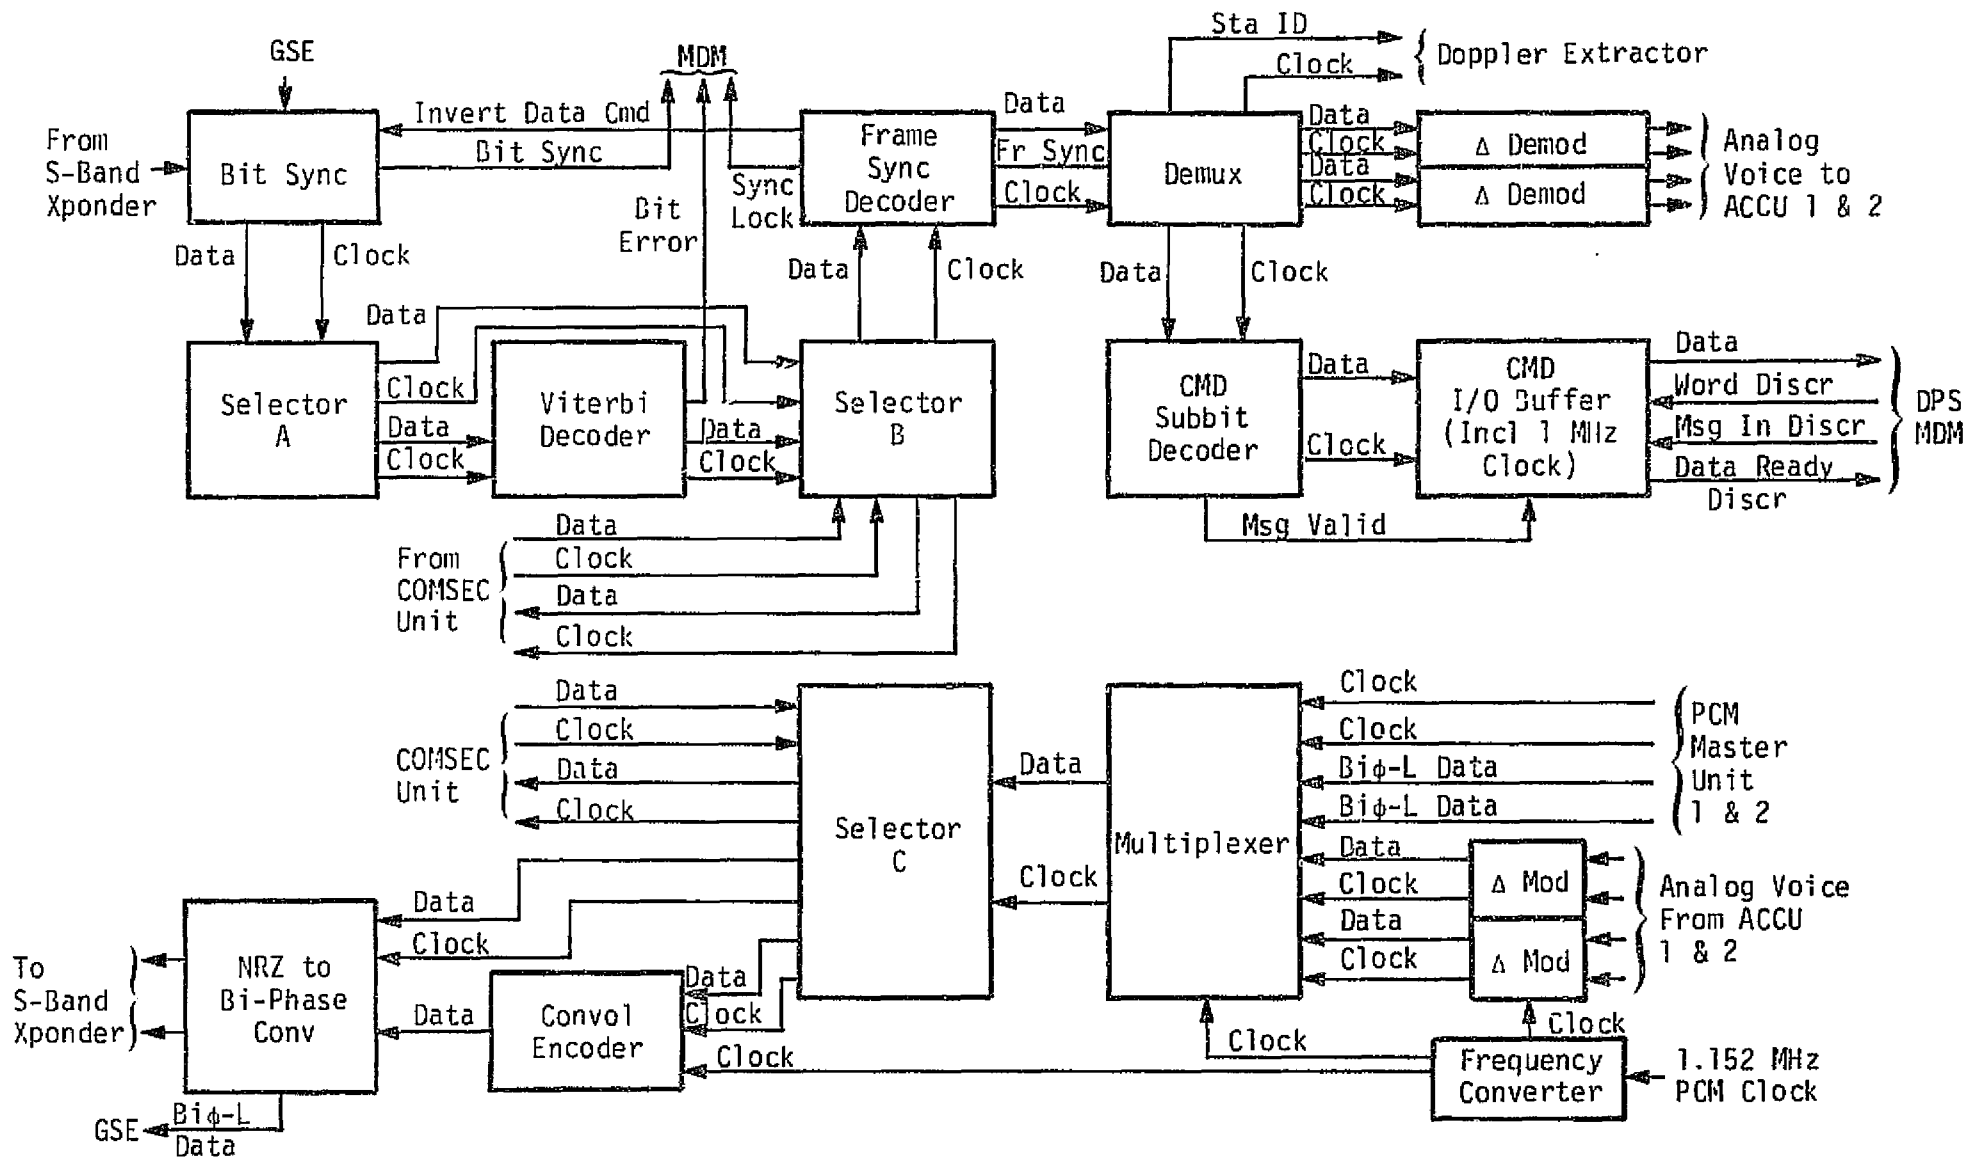 Sta ID
GSE
MDM
Doppler Extractor
Clock
Invert Data Cmd
Data
Data
From
S-Band
Xponder
Bit Sync
Bit Sync
Frame
Sync
Decoder
Fr Sync
Clock
Demux
Clock
Data
Clock
Δ Demod
Δ Demod
Analog
Voice to
ACCU 1 & 2
Sync
Lock
Bit
Error
Data
Clock
Data
Clock
Data
Clock
Data
Clock
Data
Clock
Selector
A
Viterbi
Decoder
Data
Clock
Selector
B
CMD
Subbit
Decoder
Data
Clock
CMD
I/O Buffer
(Incl 1 MHz
Clock)
Data
Word Discr
Msg In Discr
Data Ready
Discr
DPS
MDM
Msg Valid
From
COMSEC
Unit
Data
Clock
Data
Clock
COMSEC
Unit
Data
Clock
Data
Clock
Selector
C
Data
Clock
Multiplexer
Clock
Clock
Biφ-L Data
Biφ-L Data
PCM
Master
Unit
1 & 2
Data
Clock
Data
Clock
Δ Mod
Δ Mod
Analog Voice
From ACCU
1 & 2
Data
Clock
To
S-Band
Xponder
NRZ to
Bi-Phase
Conv
Data
Convol
Encoder
Data
Clock
Clock
Clock
Clock
Frequency
Converter
1.152 MHz
PCM Clock
GSE
Biφ-L
Data